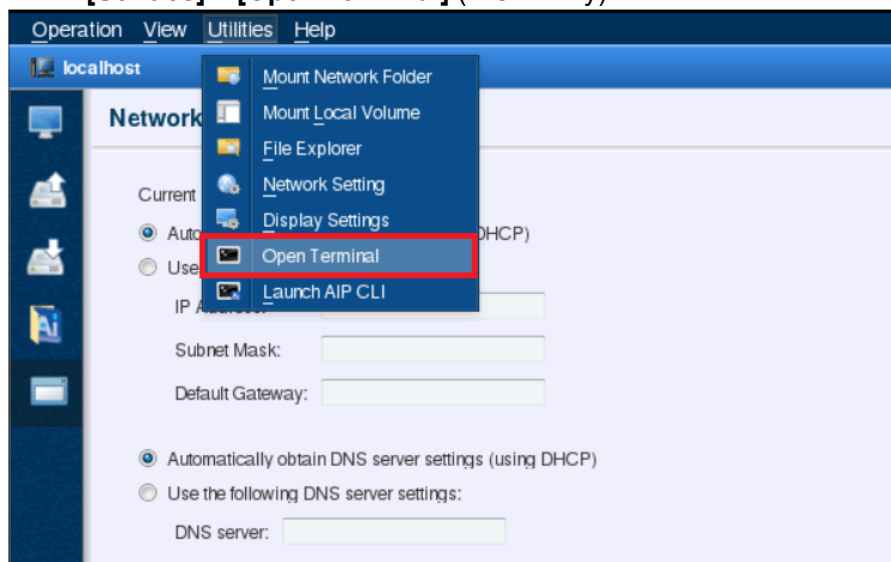 Operation View Utilities Help
localhost
Mount Network Folder
Network
Mount Local Volume
File Explorer
Current
Network Setting
Display Settings
DHCP)
Open Terminal
Use
Launch AIP CLI
Subnet Mask:
Default Gateway:
Automatically obtain DNS server settings (using DHCP)
Use the following DNS server settings:
DNS server: